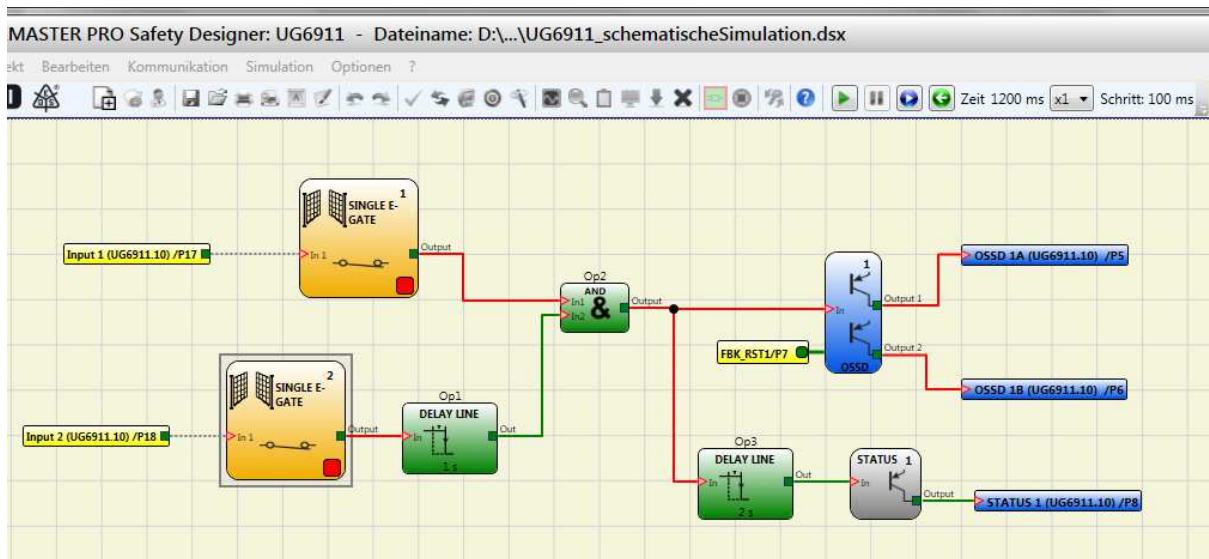 MASTER PRO Safety Designer: UG6911 - Dateiname: D:\...\UG6911_schematischeSimulation.dsx
ekt Bearbeiten Kommunikation Simulation Optionen ?
Zeit 1200 ms x1 Schritt: 100 ms
1
SINGLE E-
GATE
Input 1 (UG6911.10) /P17
In 1
Output
Op2
AND
In1
&
In2
Output
1
In
Output 1
Output 2
OSSD
OSSD 1A (UG6911.10) /P5
FBK_RST1/P7
OSSD 1B (UG6911.10) /P6
2
SINGLE E-
GATE
Input 2 (UG6911.10) /P18
In 1
Output
Op1
DELAY LINE
In
Out
1 s
Op3
DELAY LINE
In
Out
2 s
STATUS 1
In
Output
STATUS 1 (UG6911.10) /P8